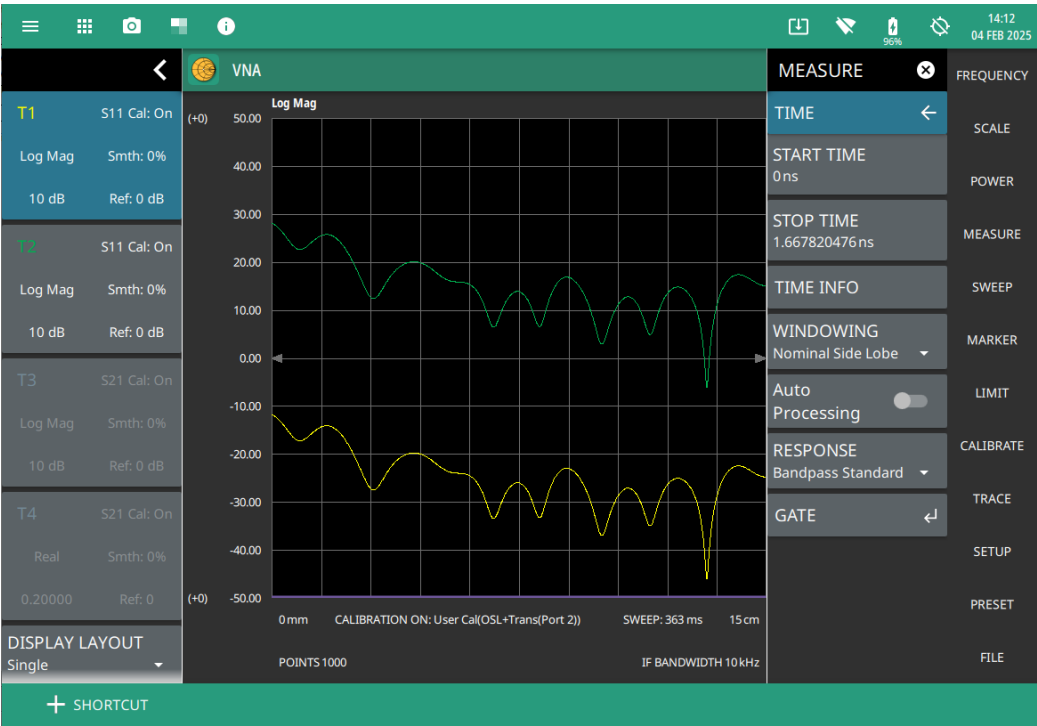 14:12
96%
04 FEB 2025
VNA
MEASURE
FREQUENCY
SCALE
POWER
MEASURE
SWEEP
MARKER
LIMIT
CALIBRATE
TRACE
SETUP
PRESET
FILE
T1 S11 Cal: On
Log Mag Smth: 0%
10 dB Ref: 0 dB
T2 S11 Cal: On
Log Mag Smth: 0%
10 dB Ref: 0 dB
T3 S21 Cal: On
Log Mag Smth: 0%
10 dB Ref: 0 dB
T4 S21 Cal: On
Real Smth: 0%
0.20000 Ref: 0
DISPLAY LAYOUT
Single
Log Mag
(+0) 50.00
40.00
30.00
20.00
10.00
0.00
-10.00
-20.00
-30.00
-40.00
(+0) -50.00
0 mm CALIBRATION ON: User Cal(OSL+Trans(Port 2)) SWEEP: 363 ms 15 cm
POINTS 1000 IF BANDWIDTH 10 kHz
TIME
START TIME
0 ns
STOP TIME
1.667820476 ns
TIME INFO
WINDOWING
Nominal Side Lobe
Auto
Processing
RESPONSE
Bandpass Standard
GATE
SHORTCUT